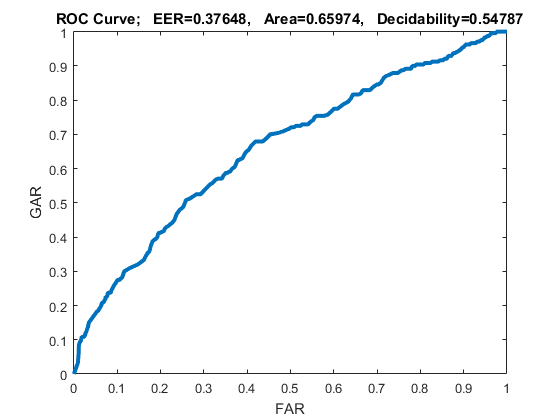 ROC Curve; EER=0.37648, Area=0.65974, Decidability=0.54787
1
0.9
0.8
0.7
0.6
0.5
0.4
0.3
0.2
0.1
0
GAR
0 0.1 0.2 0.3 0.4 0.5 0.6 0.7 0.8 0.9 1
FAR